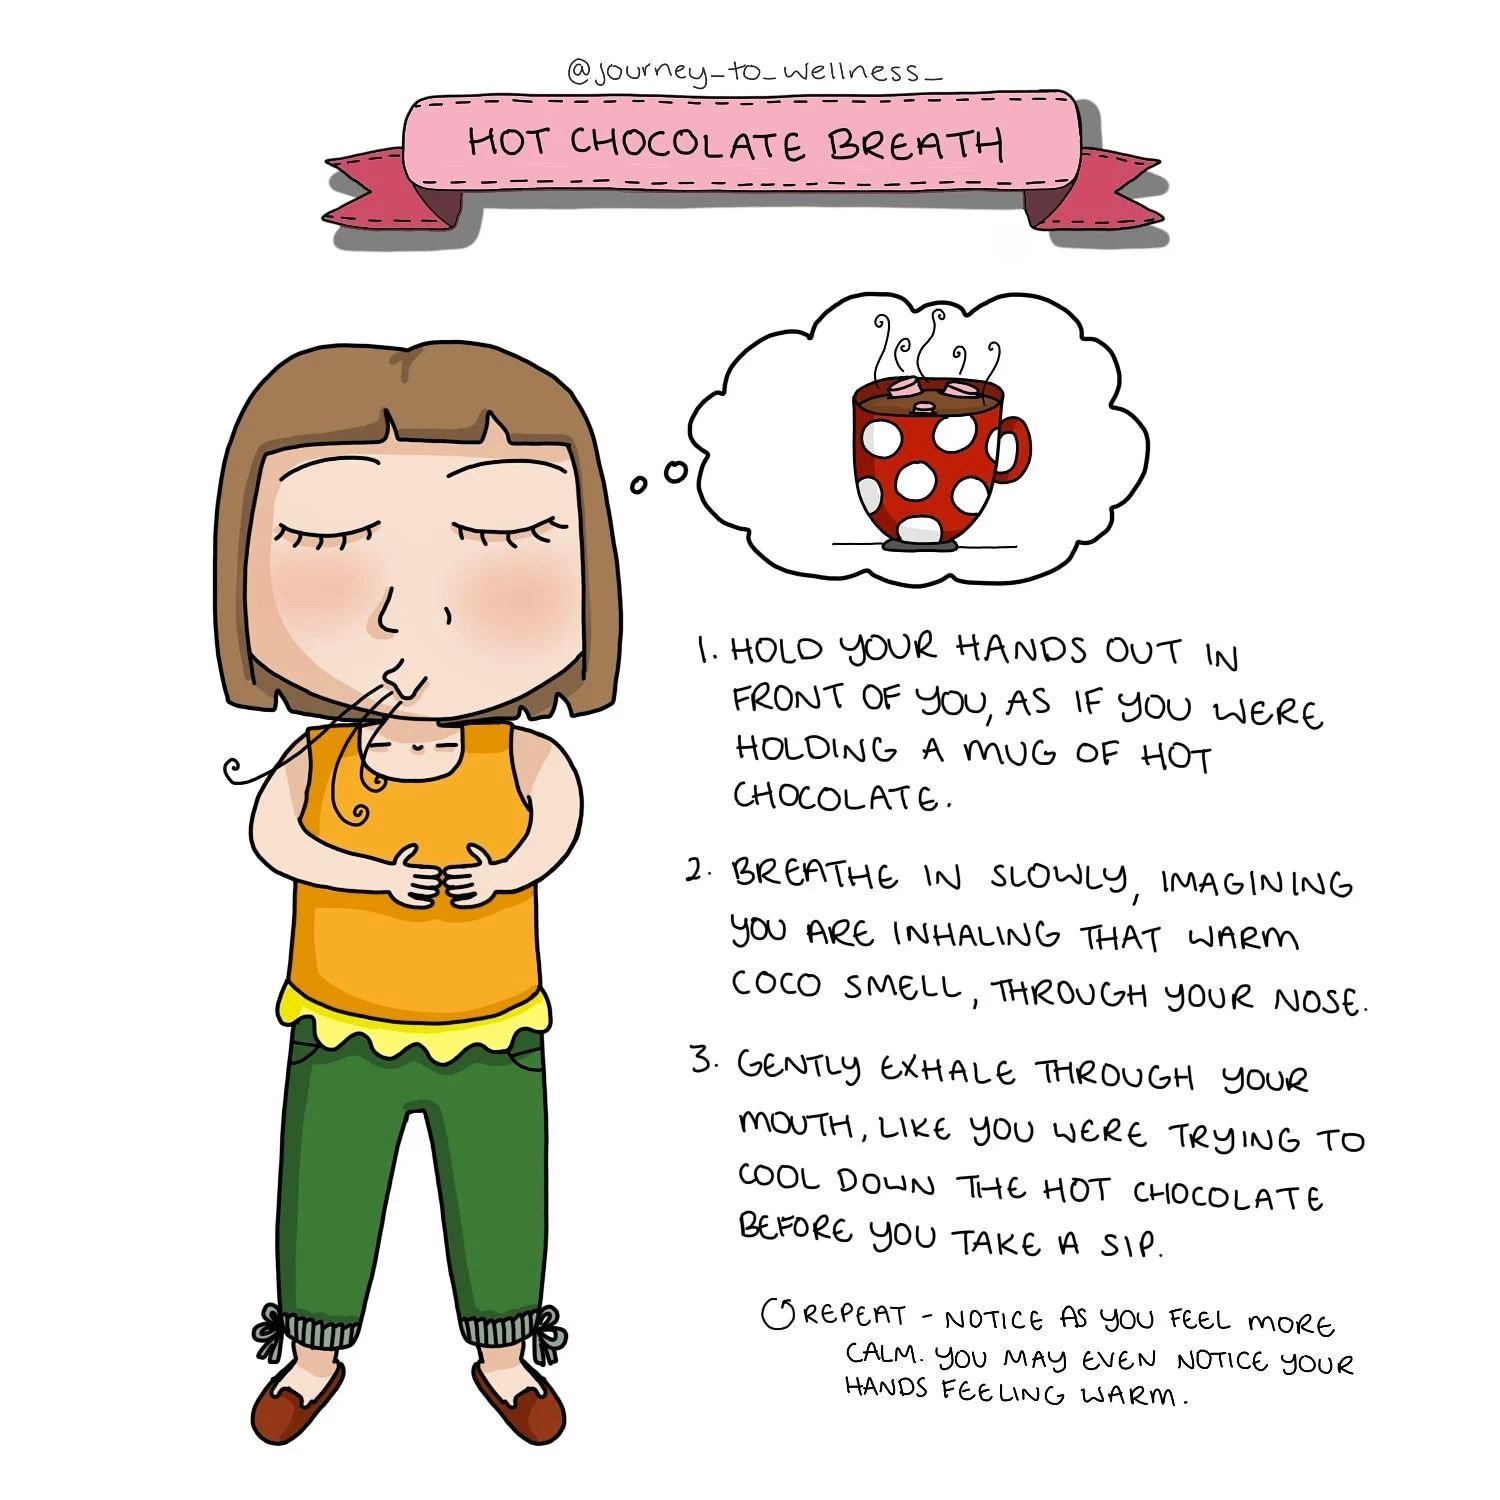 @journey_to_wellness_
HOT CHOCOLATE BREATH
1. HOLD YOUR HANDS OUT IN
FRONT OF YOU, AS IF YOU WERE
HOLDING A MUG OF HOT
CHOCOLATE.
2. BREATHE IN SLOWLY, IMAGINING
YOU ARE INHALING THAT WARM
COCO SMELL, THROUGH YOUR NOSE.
3. GENTLY EXHALE THROUGH YOUR
MOUTH, LIKE YOU WERE TRYING TO
COOL DOWN THE HOT CHOCOLATE
BEFORE YOU TAKE A SIP.
REPEAT - NOTICE AS YOU FEEL MORE
CALM. YOU MAY EVEN NOTICE YOUR
HANDS FEELING WARM.